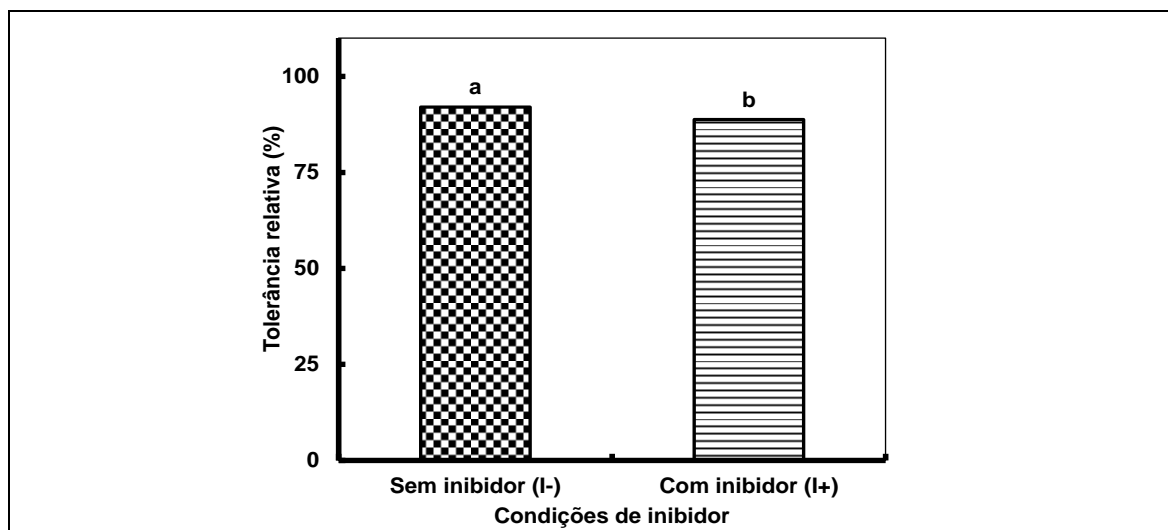 100
a
b
75
50
25
0
Tolerância relativa (%)
Sem inibidor (I-)
Com inibidor (I+)
Condições de inibidor